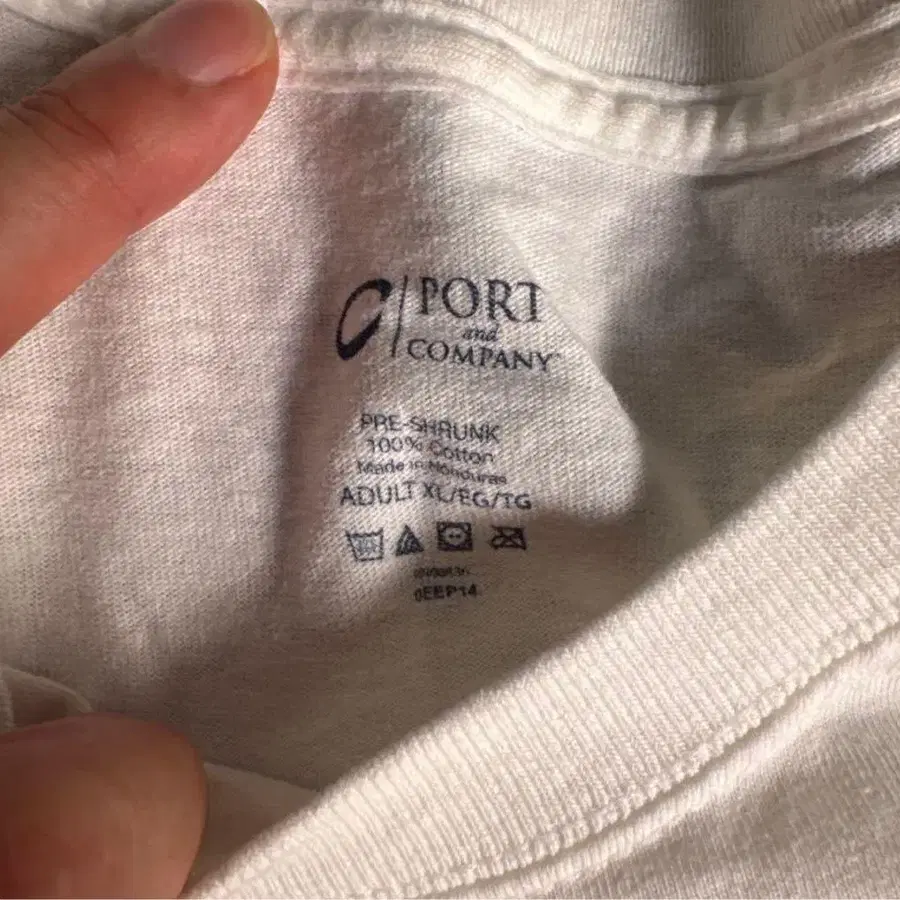 PORT
and
COMPANY
PRE-SHRUNK
100% Cotton
Made in Honduras
ADULT XL/EG/TG